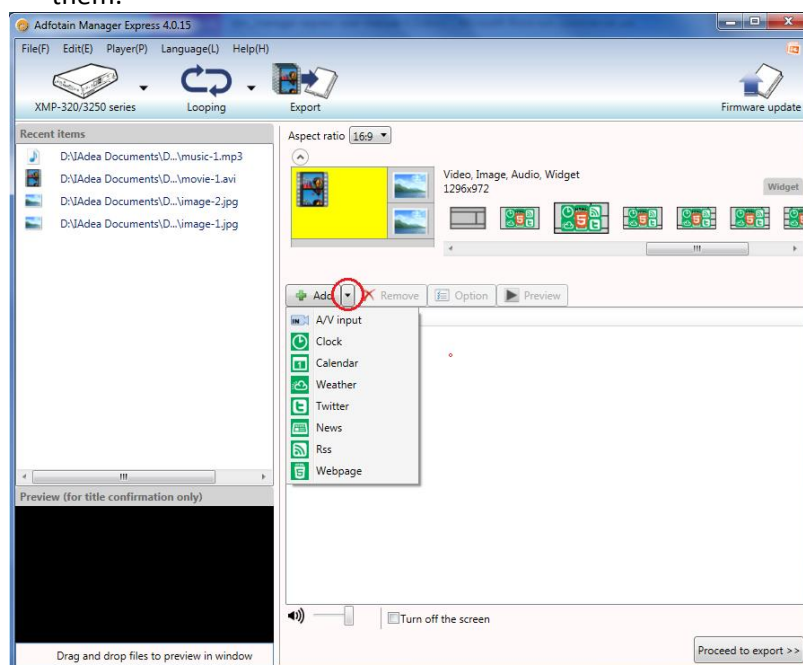 them.
Adfotain Manager Express 4.0.15
File(F) Edit(E) Player(P) Language(L) Help(H)
XMP-320/3250 series Looping Export Firmware update
Recent items
D:\IAdea Documents\D...\music-1.mp3
D:\IAdea Documents\D...\movie-1.avi
D:\IAdea Documents\D...\image-2.jpg
D:\IAdea Documents\D...\image-1.jpg
Aspect ratio 16:9
Video, Image, Audio, Widget
1296x972
Widget
Add Remove Option Preview
A/V input
Clock
Calendar
Weather
Twitter
News
Rss
Webpage
Preview (for title confirmation only)
Turn off the screen
Drag and drop files to preview in window
Proceed to export >>